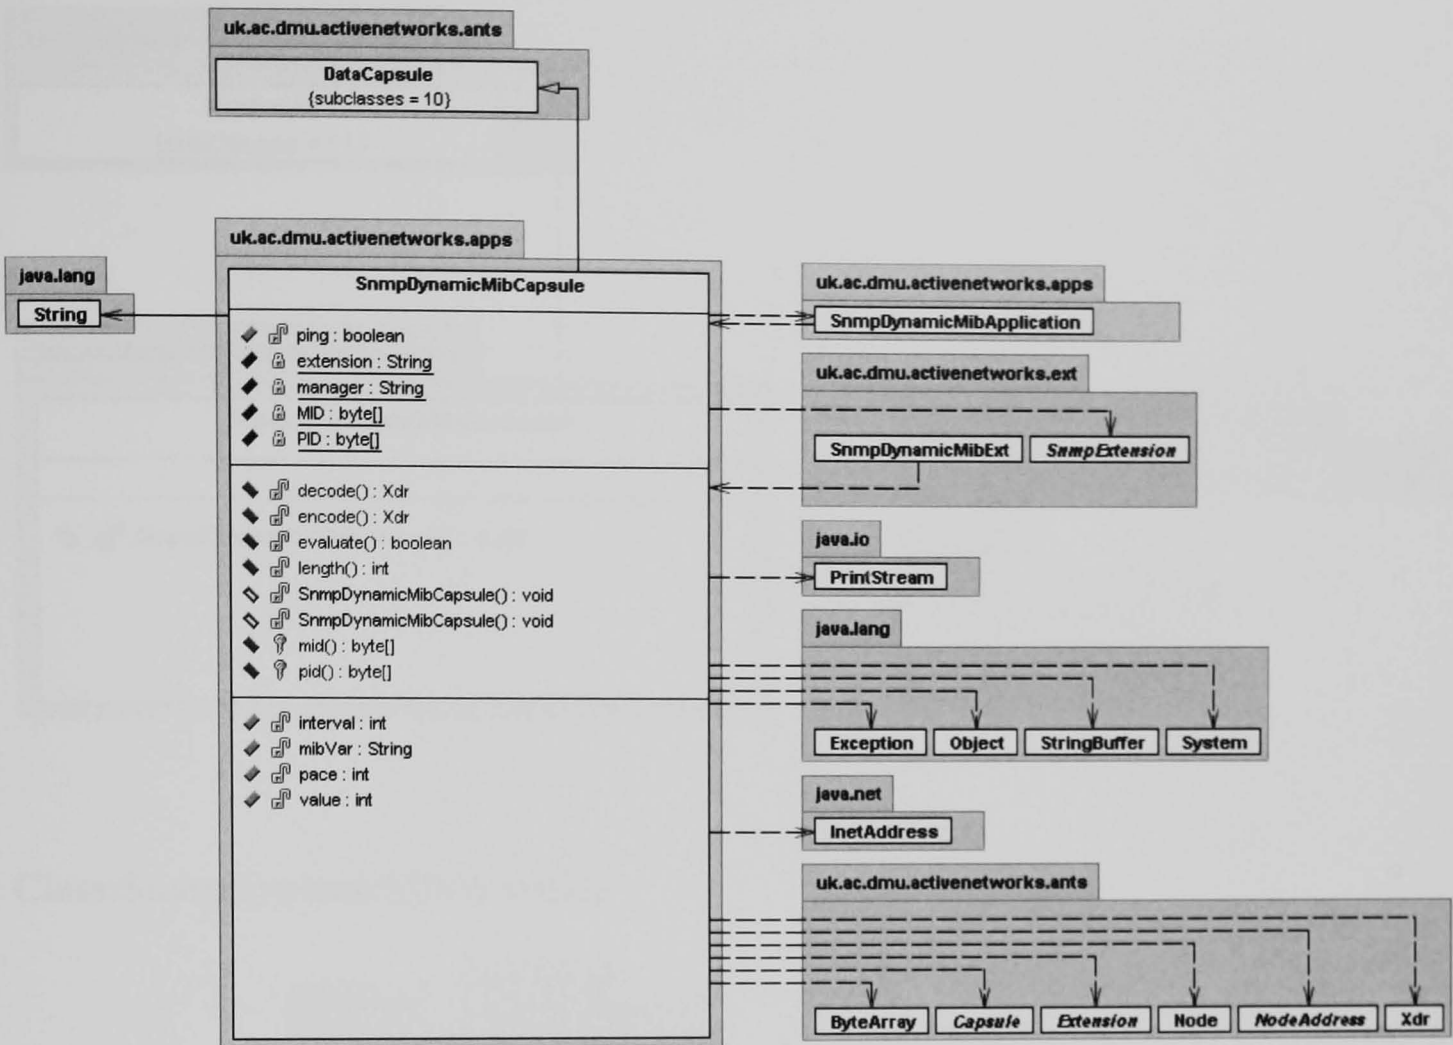 uk.ac.dmu.activenetworks.ants
DataCapsule
{subclasses = 10}
uk.ac.dmu.activenetworks.apps
java.lang
String
SnmpDynamicMibCapsule
ping : boolean
extension : String
manager : String
MID : byte[]
PID : byte[]
decode() : Xdr
encode() : Xdr
evaluate() : boolean
length() : int
SnmpDynamicMibCapsule() : void
SnmpDynamicMibCapsule() : void
mid() : byte[]
pid() : byte[]
interval : int
mibVar : String
pace : int
value : int
uk.ac.dmu.activenetworks.apps
SnmpDynamicMibApplication
uk.ac.dmu.activenetworks.ext
SnmpDynamicMibExt SnmpExtension
java.io
PrintStream
java.lang
Exception Object StringBuffer System
java.net
InetAddress
uk.ac.dmu.activenetworks.ants
ByteArray Capsule Extension Node NodeAddress Xdr